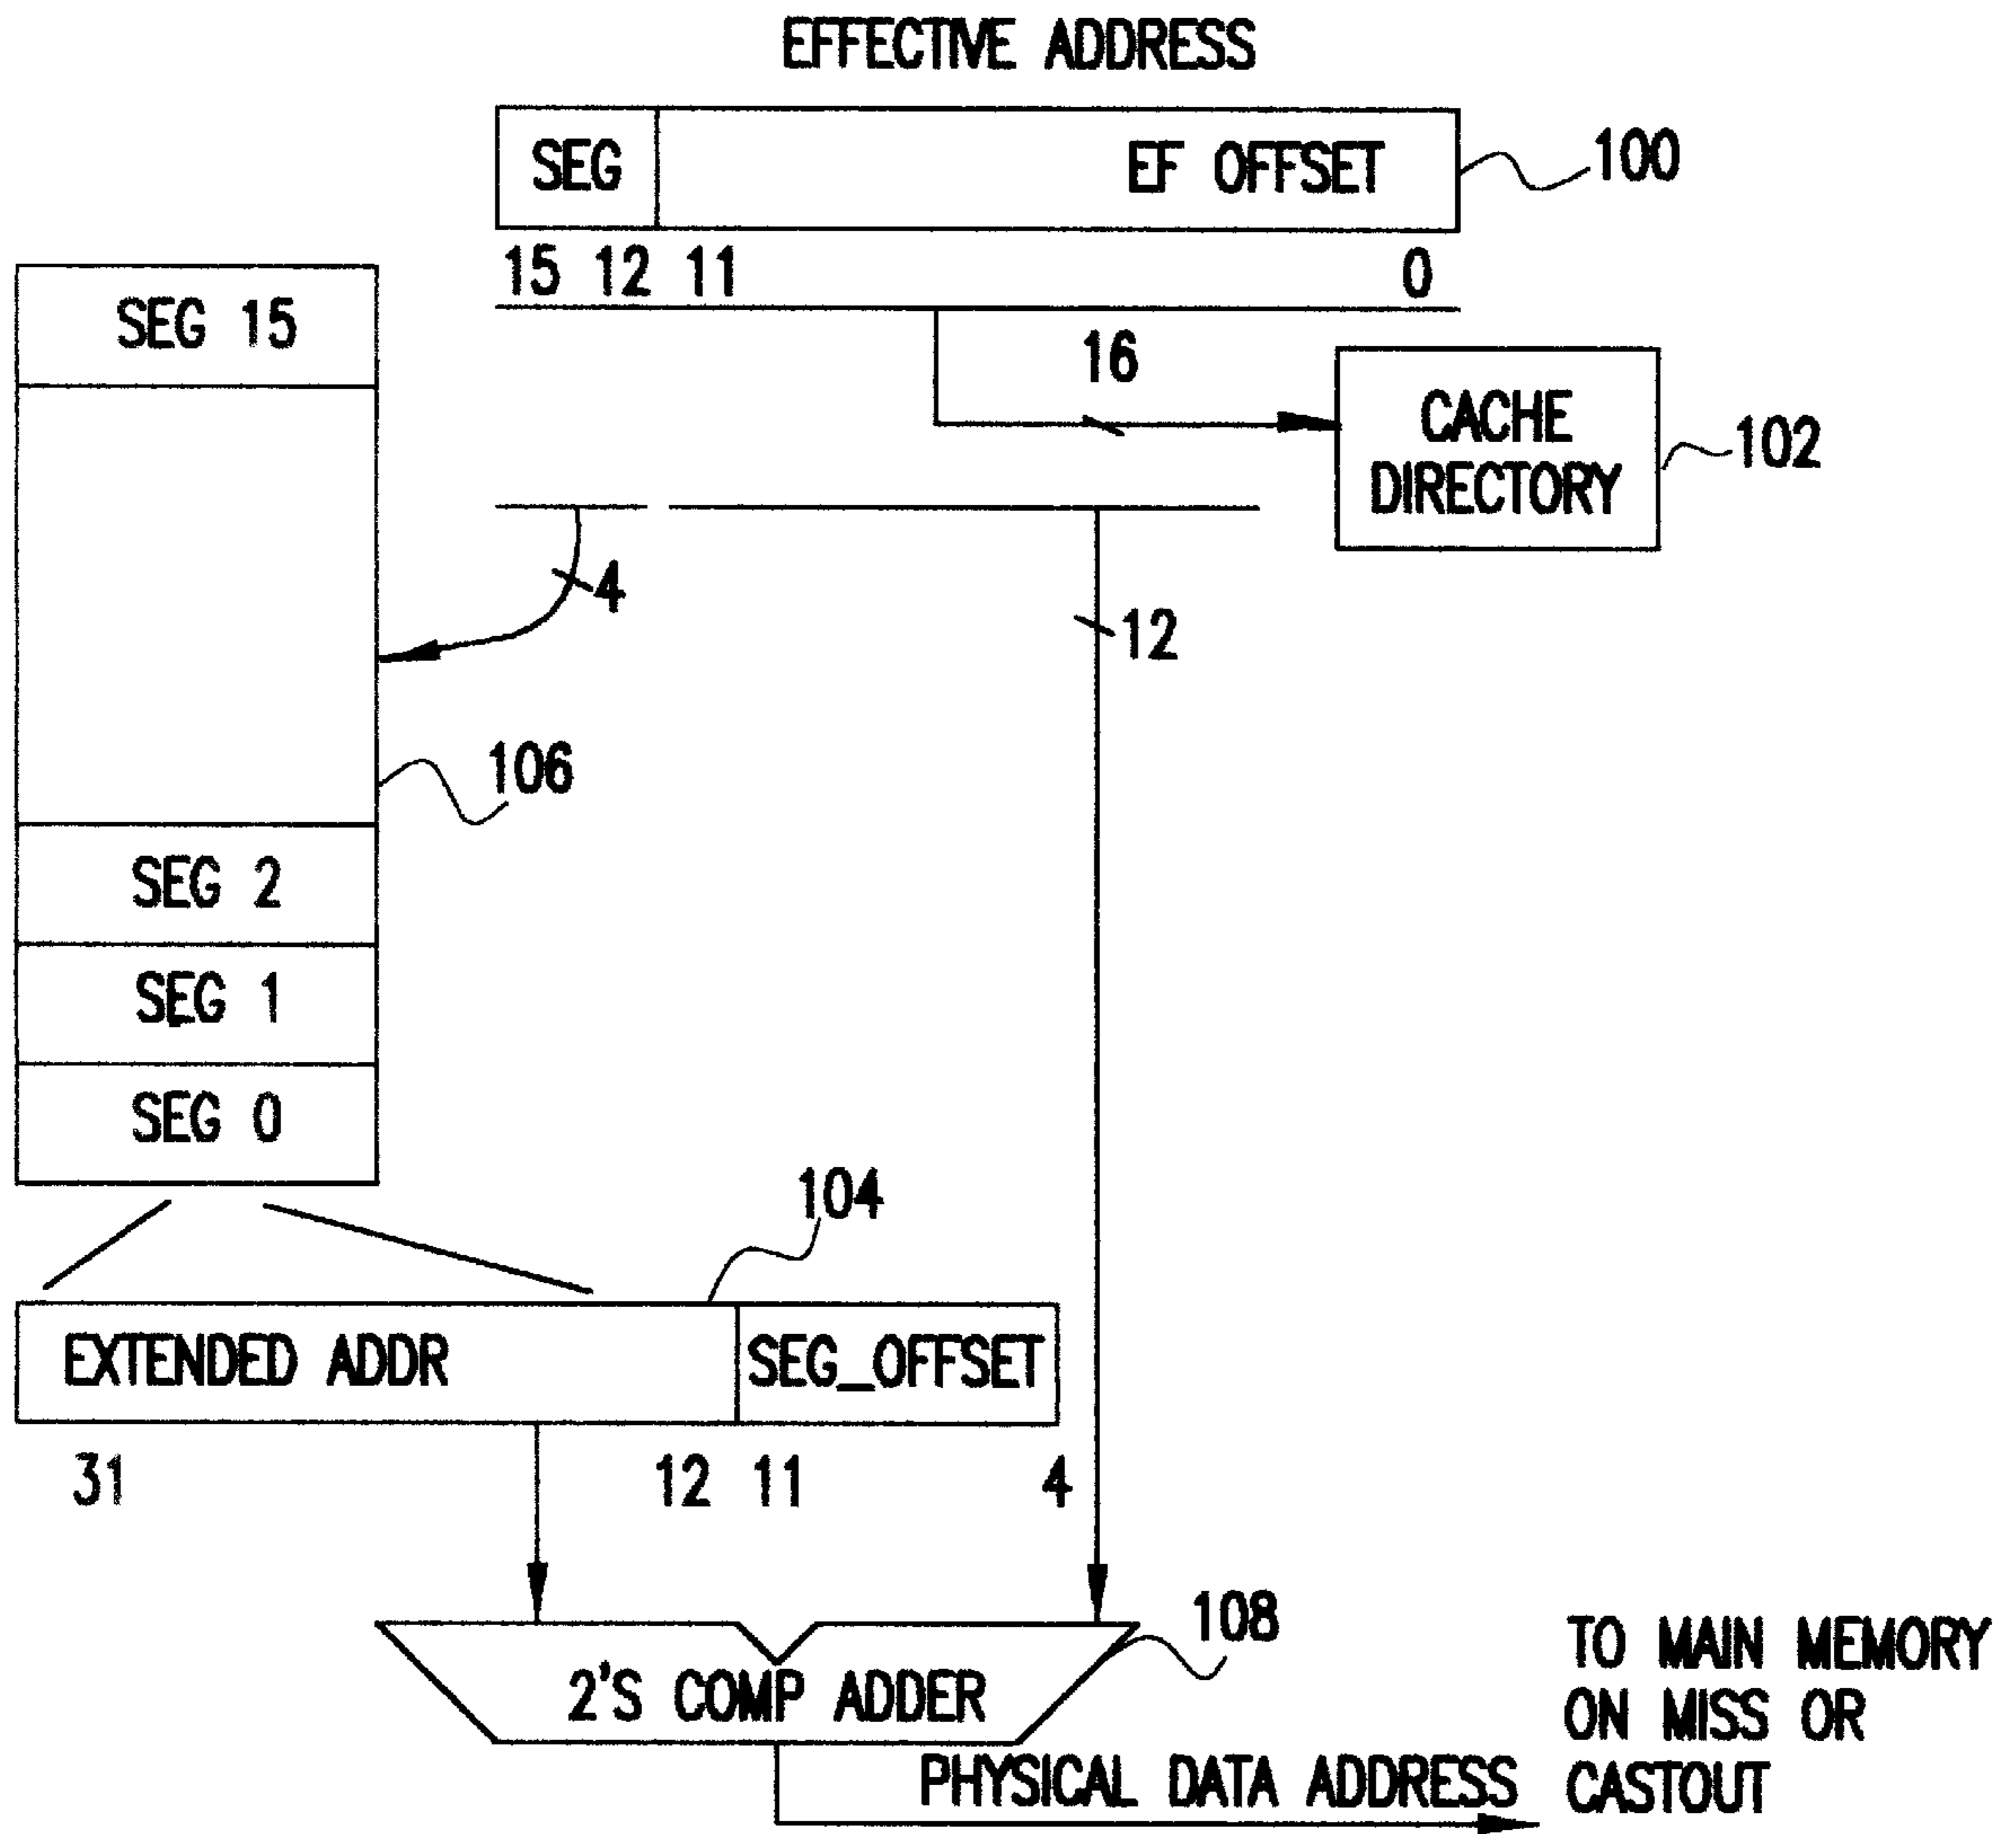 EFFECTIVE ADDRESS
SEG EF OFFSET
100
15 12 11 0
SEG 15
16
CACHE
DIRECTORY
102
4
12
106
SEG 2
SEG 1
SEG 0
104
EXTENDED ADDR SEG_OFFSET
31 12 11 4
108
2'S COMP ADDER
TO MAIN MEMORY
ON MISS OR
CASTOUT
PHYSICAL DATA ADDRESS